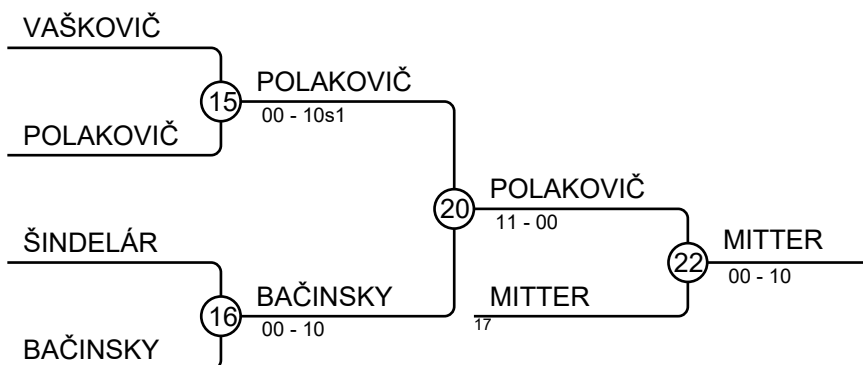 VAŠKOVIČ
15
POLAKOVIČ
00 - 10s1
POLAKOVIČ
20
POLAKOVIČ
11 - 00
ŠINDELÁR
16
BAČINSKY
00 - 10
BAČINSKY
MITTER
17
22
MITTER
00 - 10